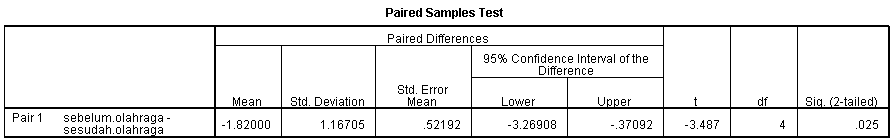 Paired Samples Test
Paired Differences
95% Confidence Interval of the
Difference
Mean Std. Deviation Std. Error
Mean Lower Upper t df Sig. (2-tailed)
Pair 1 sebelum.olahraga -
sesudah.olahraga -1.82000 1.16705 .52192 -3.26908 -.37092 -3.487 4 .025